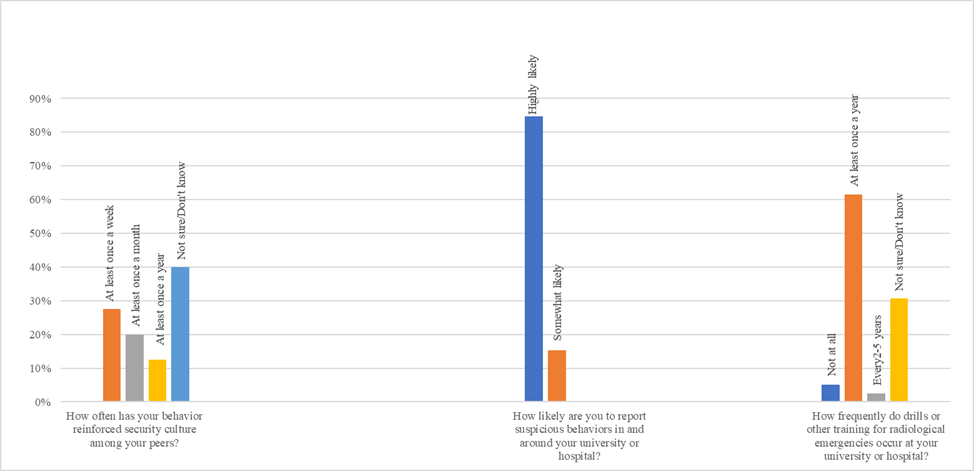 90%
80%
70%
60%
50%
40%
30%
20%
10%
0%
At least once a week
At least once a month
At least once a year
Not sure/Don't know
Highly likely
Somewhat likely
Not at all
At least once a year
Every2-5 years
Not sure/Don't know
How often has your behavior
reinforced security culture
among your peers?
How likely are you to report
suspicious behaviors in and
around your university or
hospital?
How frequently do drills or
other training for radiological
emergencies occur at your
university or hospital?